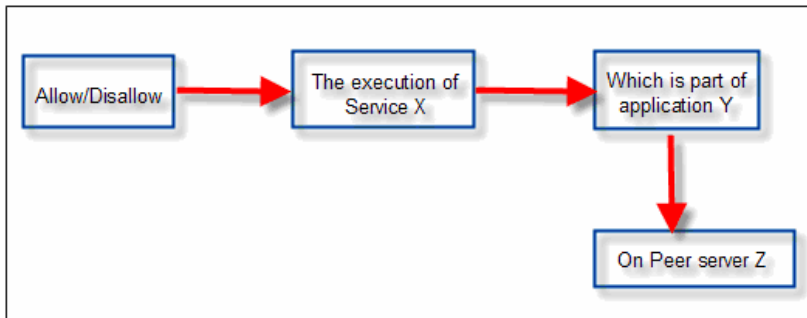 Allow/Disallow
The execution of
Service X
Which is part of
application Y
On Peer server Z